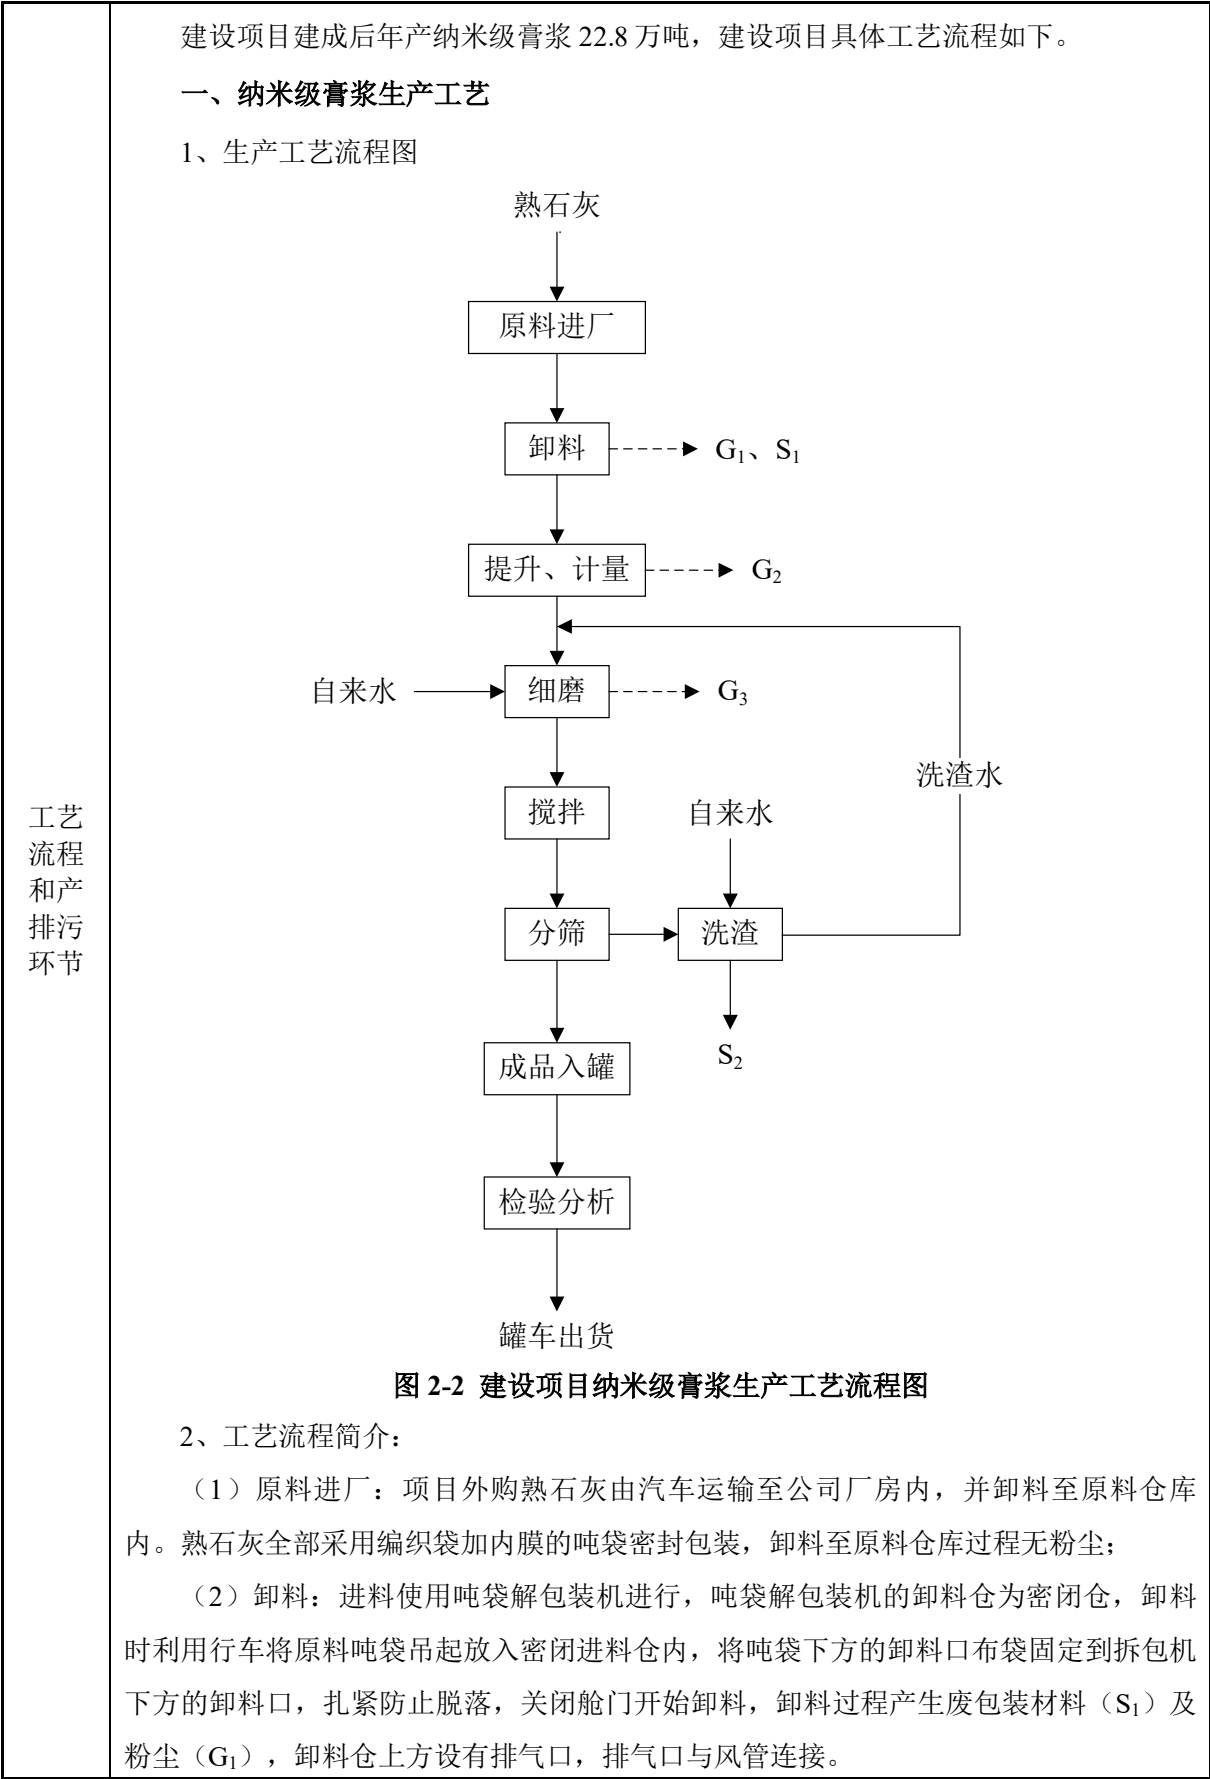 建设项目建成后年产纳米级膏浆 22.8 万吨，建设项目具体工艺流程如下。
一、纳米级膏浆生产工艺
1、生产工艺流程图
熟石灰
原料进厂
卸料
G₁、S₁
提升、计量
G₂
自来水
细磨
G₃
洗渣水
搅拌
自来水
分筛
洗渣
成品入罐
S₂
检验分析
罐车出货
图 2-2 建设项目纳米级膏浆生产工艺流程图
工艺
流程
和产
排污
环节
2、工艺流程简介：
（1）原料进厂：项目外购熟石灰由汽车运输至公司厂房内，并卸料至原料仓库
内。熟石灰全部采用编织袋加内膜的吨袋密封包装，卸料至原料仓库过程无粉尘；
（2）卸料：进料使用吨袋解包装机进行，吨袋解包装机的卸料仓为密闭仓，卸料
时利用行车将原料吨袋吊起放入密闭进料仓内，将吨袋下方的卸料口布袋固定到拆包机
下方的卸料口，扎紧防止脱落，关闭舱门开始卸料，卸料过程产生废包装材料（S₁）及
粉尘（G₁），卸料仓上方设有排气口，排气口与风管连接。